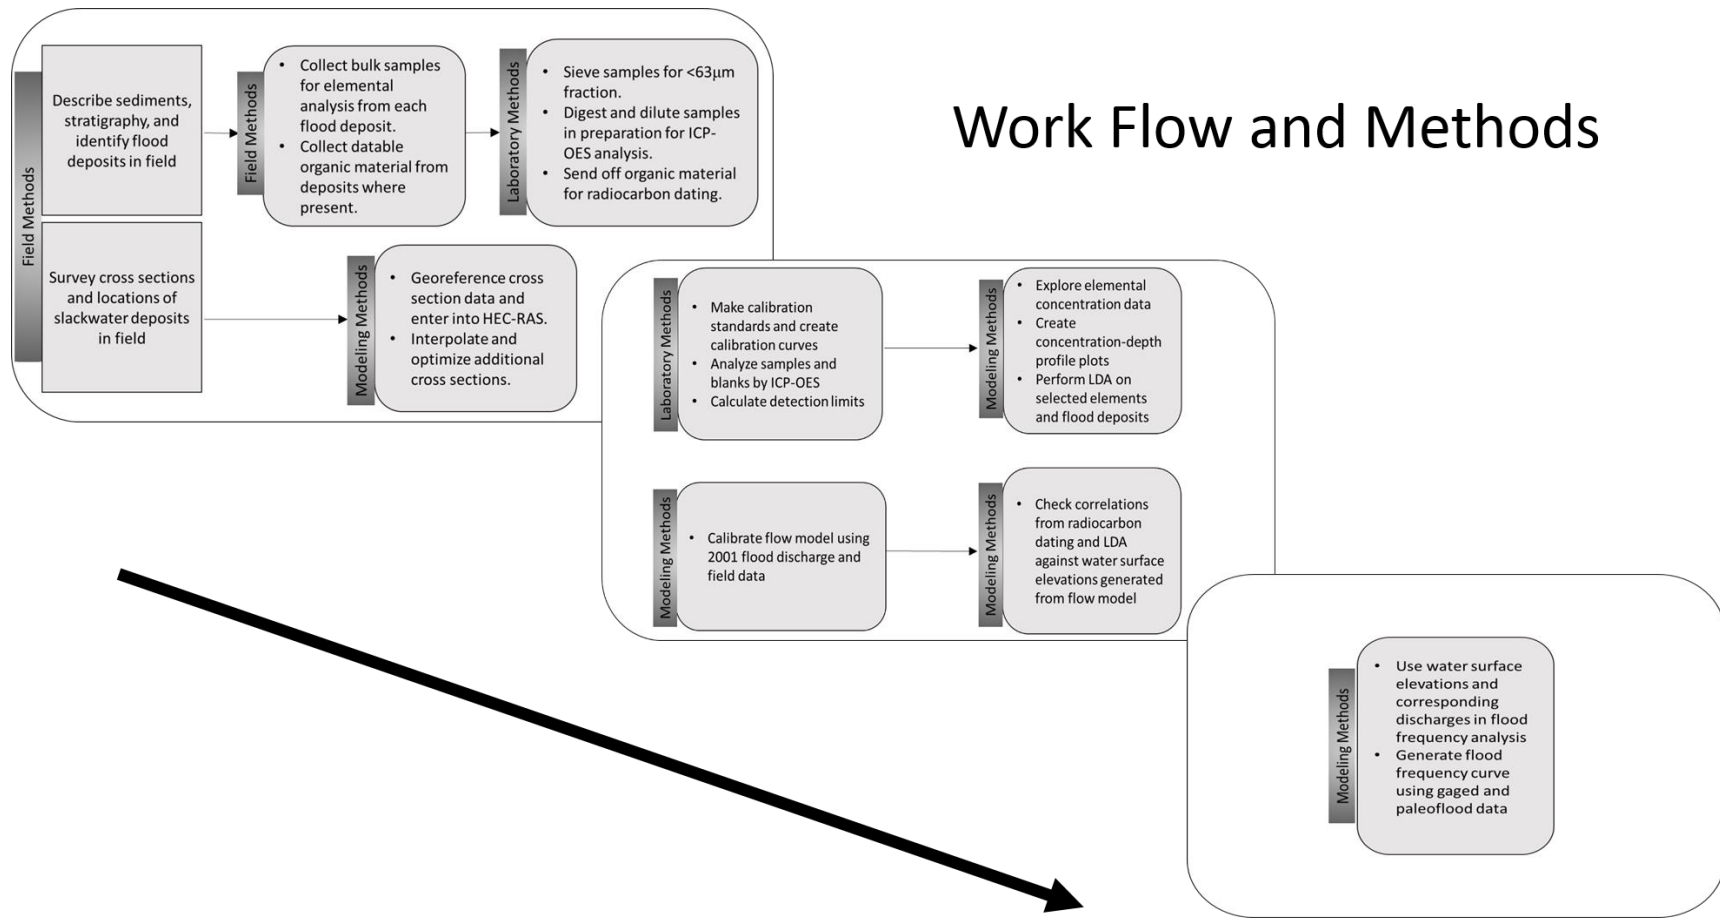 Work Flow and Methods
Field Methods
Describe sediments,
stratigraphy, and
identify flood
deposits in field
Field Methods
• Collect bulk samples
for elemental
analysis from each
flood deposit.
• Collect datable
organic material from
deposits where
present.
Laboratory Methods
• Sieve samples for <63µm
fraction.
• Digest and dilute samples
in preparation for ICP-
OES analysis.
• Send off organic material
for radiocarbon dating.
Survey cross sections
and locations of
slackwater deposits
in field
Modeling Methods
• Georeference cross
section data and
enter into HEC-RAS.
• Interpolate and
optimize additional
cross sections.
Laboratory Methods
• Make calibration
standards and create
calibration curves
• Analyze samples and
blanks by ICP-OES
• Calculate detection limits
Modeling Methods
• Explore elemental
concentration data
• Create
concentration-depth
profile plots
• Perform LDA on
selected elements
and flood deposits
Modeling Methods
• Calibrate flow model using
2001 flood discharge and
field data
Modeling Methods
• Check correlations
from radiocarbon
dating and LDA
against water surface
elevations generated
from flow model
Modeling Methods
• Use water surface
elevations and
corresponding
discharges in flood
frequency analysis
• Generate flood
frequency curve
using gaged and
paleoflood data